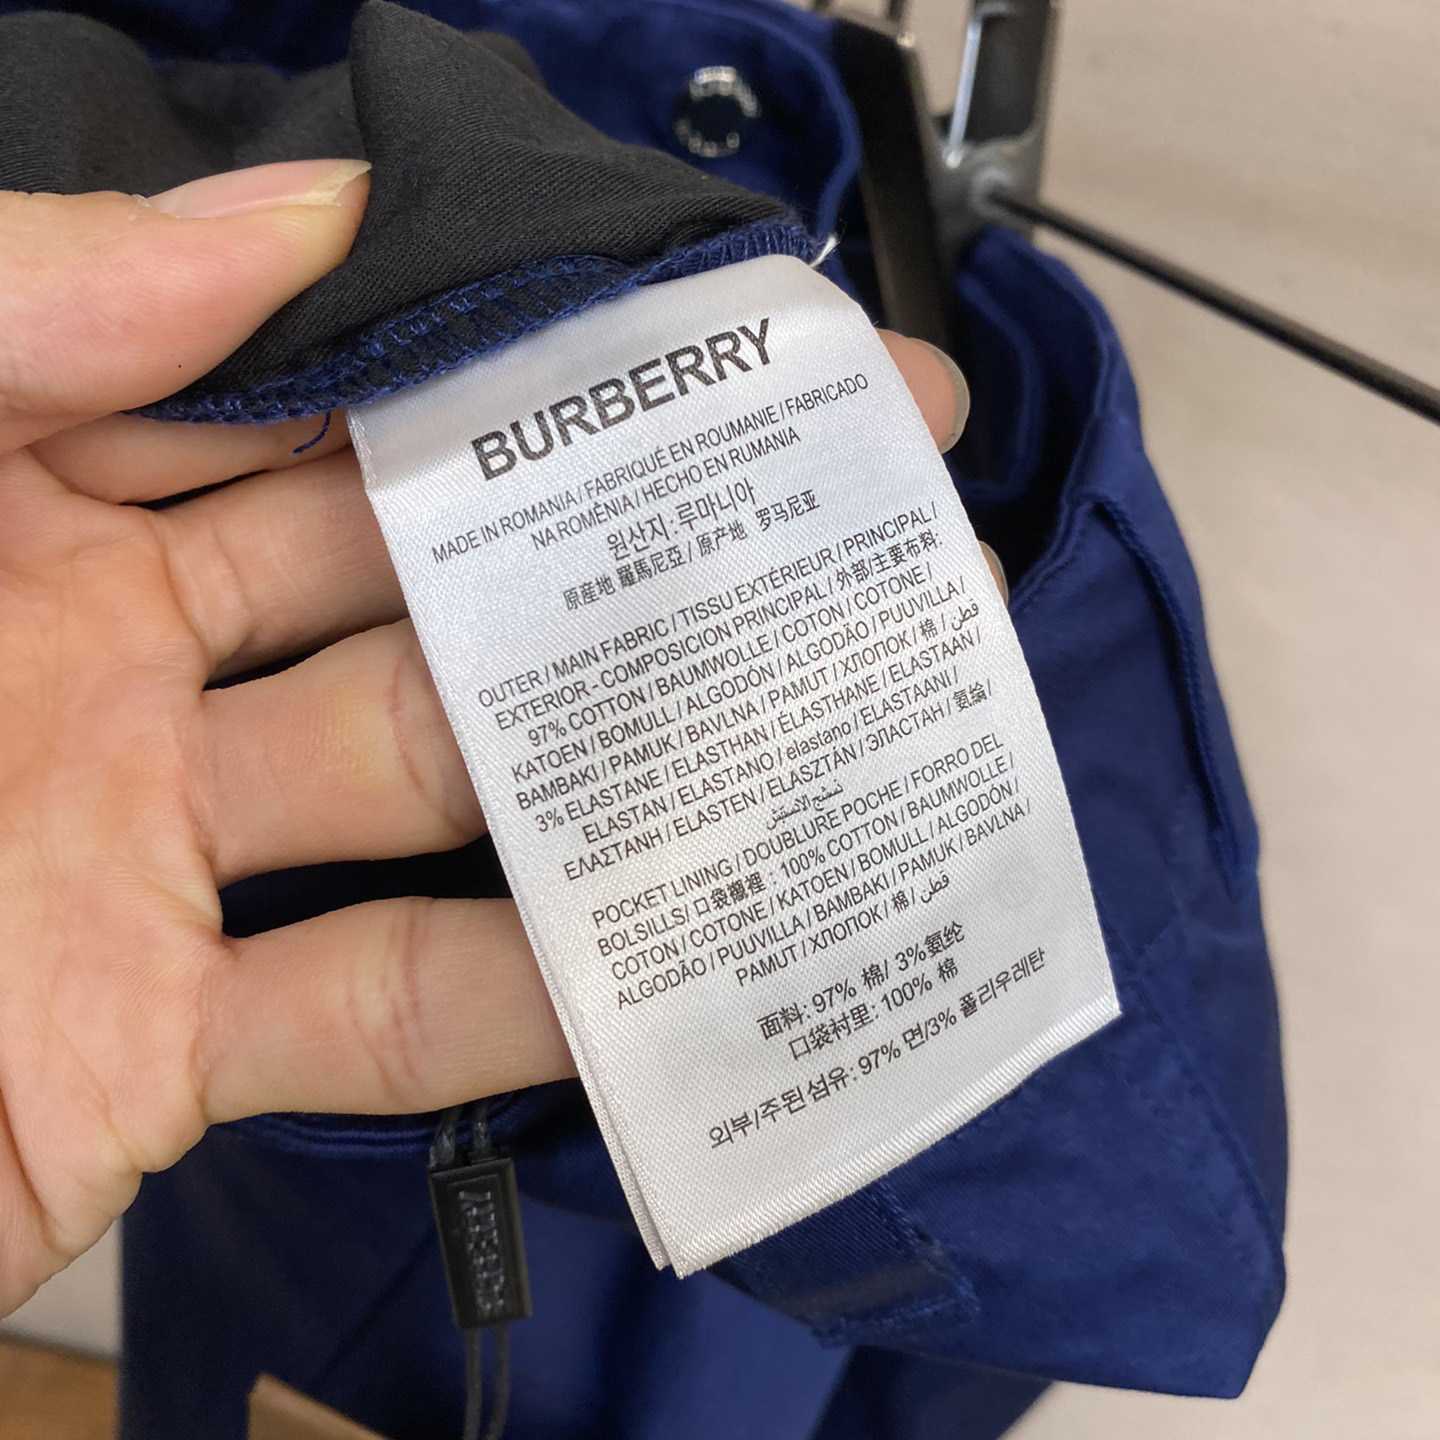 BURBERRY
MADE IN ROMANIA / FABRIQUÉ EN ROUMANIE / FABRICADO
NA ROMÊNIA / HECHO EN RUMANIA
원산지: 루마니아
原産地 羅馬尼亞 / 原产地 罗马尼亚
OUTER / MAIN FABRIC / TISSU EXTÉRIEUR / PRINCIPAL /
EXTERIOR - COMPOSICION PRINCIPAL / 外部/主要布料:
97% COTTON / BAUMWOLLE / COTON / COTONE /
KATOEN / BOMULL / ALGODÓN / ALGODÃO / PUUVILLA /
BAMBAKI / PAMUK / BAVLNA / PAMUT / ХЛОПОК / 棉 / قطن
3% ELASTANE / ELASTHAN / ÉLASTHANE / ELASTAAN /
ELASTAN / ELASTANO / elastano / ELASTAANI /
ΕΛΑΣΤΑΝΗ / ELASTEN / ELASZTÁN / ЭЛАСТАН / 氨綸 /
POCKET LINING / DOUBLURE POCHE / FORRO DEL
BOLSILLS/ 口袋襯裡 : 100% COTTON / BAUMWOLLE /
COTON / COTONE / KATOEN / BOMULL / ALGODÓN /
ALGODÃO / PUUVILLA / BAMBAKI / PAMUK / BAVLNA /
PAMUT / ХЛОПОК / 棉 / قطن
面料: 97% 棉/ 3%氨纶
口袋衬里: 100% 棉
외부/주된 섬유: 97% 면/3% 폴리우레탄
BURBERRY